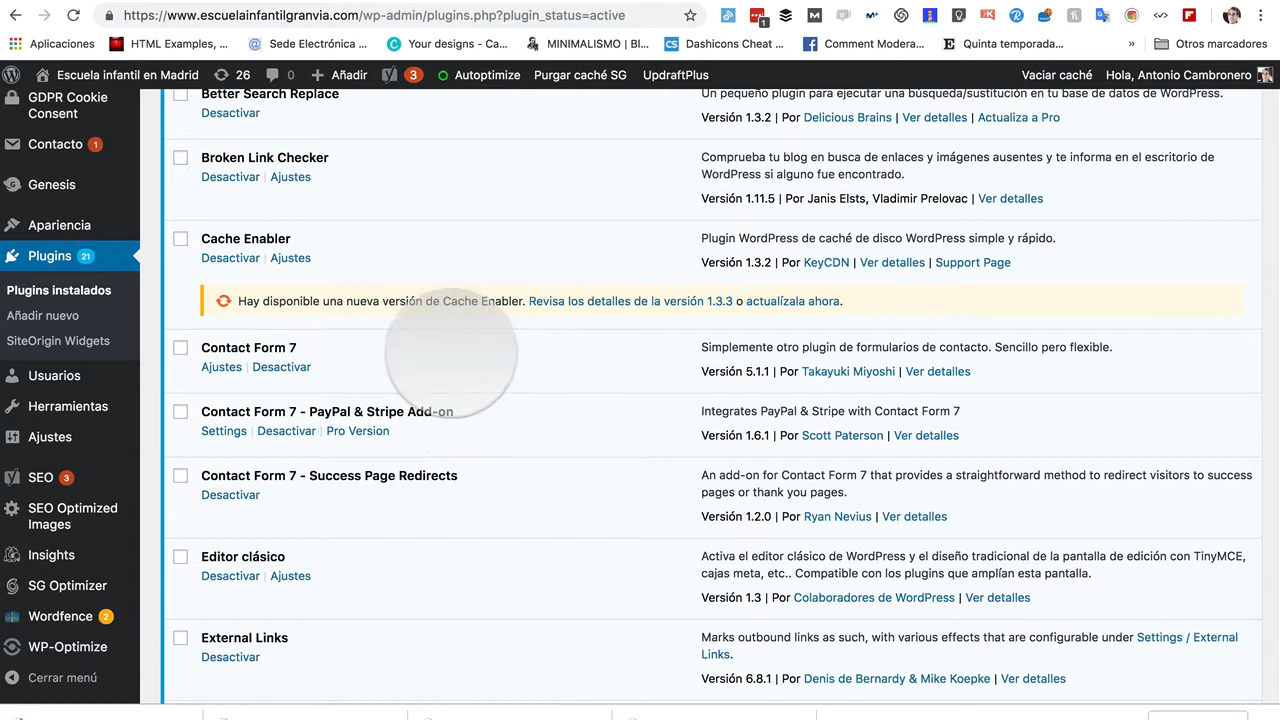 https://www.escuelainfantilgranvia.com/wp-admin/plugins.php?plugin_status=active
Aplicaciones HTML Examples, ... Sede Electrónica ... Your designs - Ca... MINIMALISMO | Bl... Dashicons Cheat ... Comment Modera... Quinta temporada... » Otros marcadores
Escuela infantil en Madrid 26 0 Añadir 3 Autoptimize Purgar caché SG UpdraftPlus Vaciar caché Hola, Antonio Cambronero
GDPR Cookie
Consent
Contacto 1
Genesis
Apariencia
Plugins 21
Plugins instalados
Añadir nuevo
SiteOrigin Widgets
Usuarios
Herramientas
Ajustes
SEO 3
SEO Optimized
Images
Insights
SG Optimizer
Wordfence 2
WP-Optimize
Cerrar menú
Better Search Replace
Desactivar
Un pequeño plugin para ejecutar una búsqueda/sustitución en tu base de datos de WordPress.
Versión 1.3.2 | Por Delicious Brains | Ver detalles | Actualiza a Pro
Broken Link Checker
Desactivar | Ajustes
Comprueba tu blog en busca de enlaces y imágenes ausentes y te informa en el escritorio de
WordPress si alguno fue encontrado.
Versión 1.11.5 | Por Janis Elsts, Vladimir Prelovac | Ver detalles
Cache Enabler
Desactivar | Ajustes
Plugin WordPress de caché de disco WordPress simple y rápido.
Versión 1.3.2 | Por KeyCDN | Ver detalles | Support Page
Hay disponible una nueva versión de Cache Enabler. Revisa los detalles de la versión 1.3.3 o actualízala ahora.
Contact Form 7
Ajustes | Desactivar
Simplemente otro plugin de formularios de contacto. Sencillo pero flexible.
Versión 5.1.1 | Por Takayuki Miyoshi | Ver detalles
Contact Form 7 - PayPal & Stripe Add-on
Settings | Desactivar | Pro Version
Integrates PayPal & Stripe with Contact Form 7
Versión 1.6.1 | Por Scott Paterson | Ver detalles
Contact Form 7 - Success Page Redirects
Desactivar
An add-on for Contact Form 7 that provides a straightforward method to redirect visitors to success
pages or thank you pages.
Versión 1.2.0 | Por Ryan Nevius | Ver detalles
Editor clásico
Desactivar | Ajustes
Activa el editor clásico de WordPress y el diseño tradicional de la pantalla de edición con TinyMCE,
cajas meta, etc.. Compatible con los plugins que amplían esta pantalla.
Versión 1.3 | Por Colaboradores de WordPress | Ver detalles
External Links
Desactivar
Marks outbound links as such, with various effects that are configurable under Settings / External
Links.
Versión 6.8.1 | Por Denis de Bernardy & Mike Koepke | Ver detalles